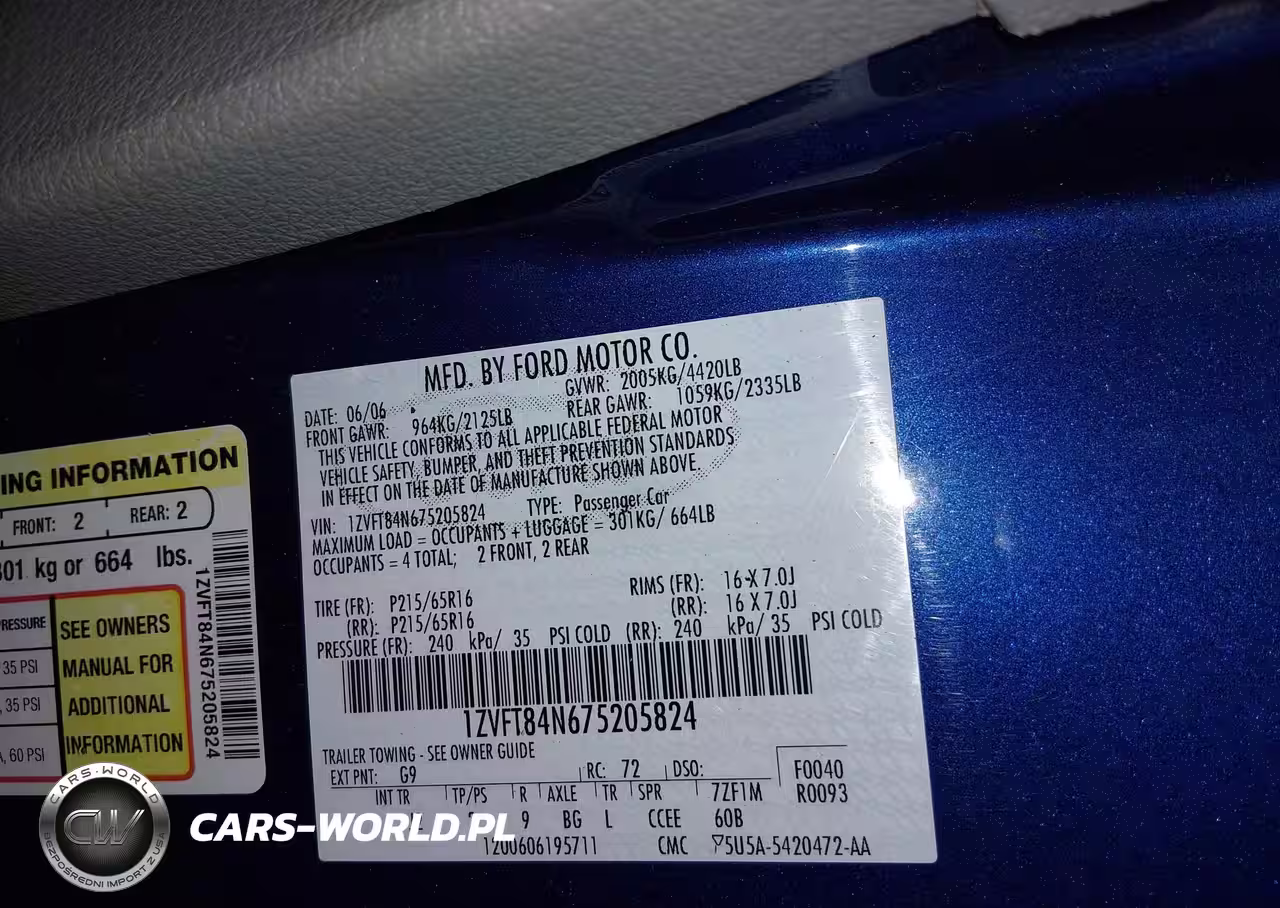 MFD. BY FORD MOTOR CO.
DATE: 06/06 GVWR: 2005KG/4420LB
FRONT GAWR: 964KG/2125LB REAR GAWR: 1059KG/2335LB
THIS VEHICLE CONFORMS TO ALL APPLICABLE FEDERAL MOTOR
VEHICLE SAFETY, BUMPER, AND THEFT PREVENTION STANDARDS
IN EFFECT ON THE DATE OF MANUFACTURE SHOWN ABOVE.
VIN: 1ZVFT84N675205824 TYPE: Passenger Car
MAXIMUM LOAD = OCCUPANTS + LUGGAGE = 301KG/ 664LB
OCCUPANTS = 4 TOTAL; 2 FRONT, 2 REAR
RIMS (FR): 16 X 7.0J
TIRE (FR): P215/65R16 (RR): 16 X 7.0J
(RR): P215/65R16
PRESSURE (FR): 240 kPa/ 35 PSI COLD (RR): 240 kPa/ 35 PSI COLD
1ZVFT84N675205824
TRAILER TOWING - SEE OWNER GUIDE
EXT PNT: G9 RC: 72 DSO: F0040
INT TR TP/PS R AXLE TR SPR 7ZF1M R0093
9 BG L CCEE 60B
1200606195711 CMC 5U5A-5420472-AA
ING INFORMATION
FRONT: 2 REAR: 2
301 kg or 664 lbs.
PRESSURE
35 PSI
35 PSI
60 PSI
SEE OWNERS
MANUAL FOR
ADDITIONAL
INFORMATION
1ZVFT84N675205824
CARS-WORLD
CW
BEZPOŚREDNI IMPORT Z USA
CARS-WORLD.PL